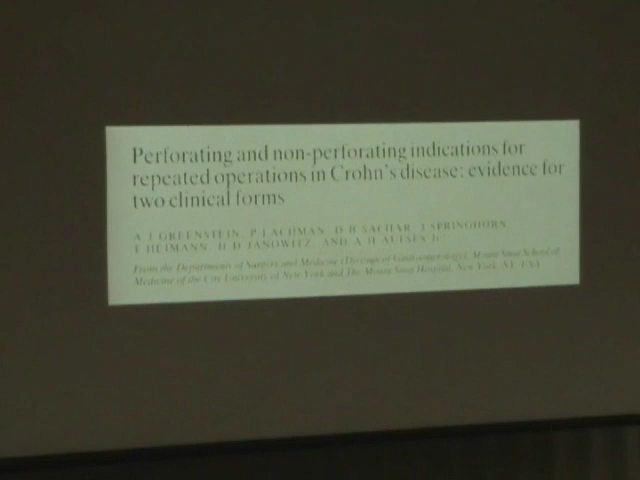 Perforating and non-perforating indications for
repeated operations in Crohn's disease: evidence for
two clinical forms
A J GREENSTEIN, P LACHMAN, D B SACHAR, J SPRINGHORN,
T HEIMANN, H D JANOWITZ, AND A H AUFSES Jr
From the Departments of Surgery and Medicine (Division of Gastroenterology), Mount Sinai School of
Medicine of the City University of New York and The Mount Sinai Hospital, New York, NY, USA